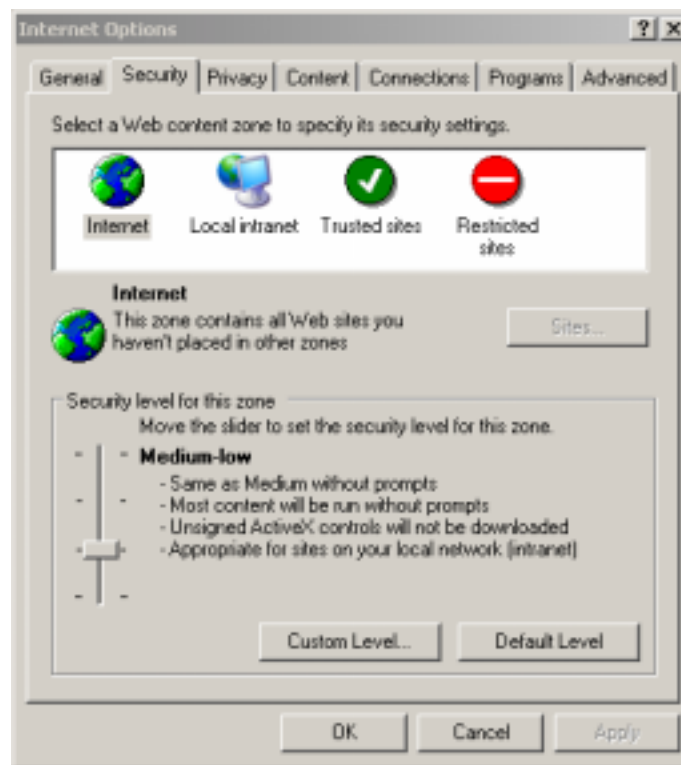 Internet Options
General Security Privacy Content Connections Programs Advanced
Select a Web content zone to specify its security settings.
Internet Local intranet Trusted sites Restricted
sites
Internet
This zone contains all Web sites you
haven't placed in other zones
Sites...
Security level for this zone
Move the slider to set the security level for this zone.
Medium-low
- Same as Medium without prompts
- Most content will be run without prompts
- Unsigned ActiveX controls will not be downloaded
- Appropriate for sites on your local network (intranet)
Custom Level... Default Level
OK Cancel Apply